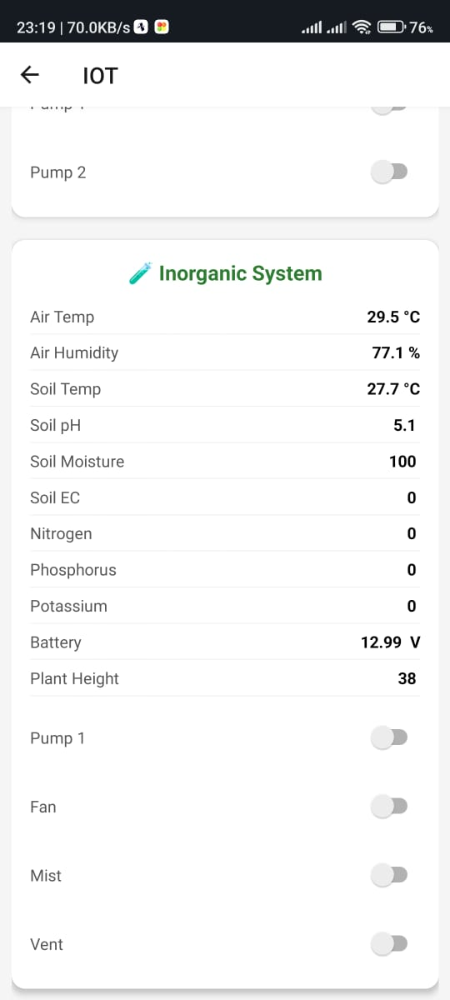 23:19 | 70.0KB/s 76%
IOT
Pump 1
Pump 2
Inorganic System
Air Temp 29.5 °C
Air Humidity 77.1 %
Soil Temp 27.7 °C
Soil pH 5.1
Soil Moisture 100
Soil EC 0
Nitrogen 0
Phosphorus 0
Potassium 0
Battery 12.99 V
Plant Height 38
Pump 1
Fan
Mist
Vent